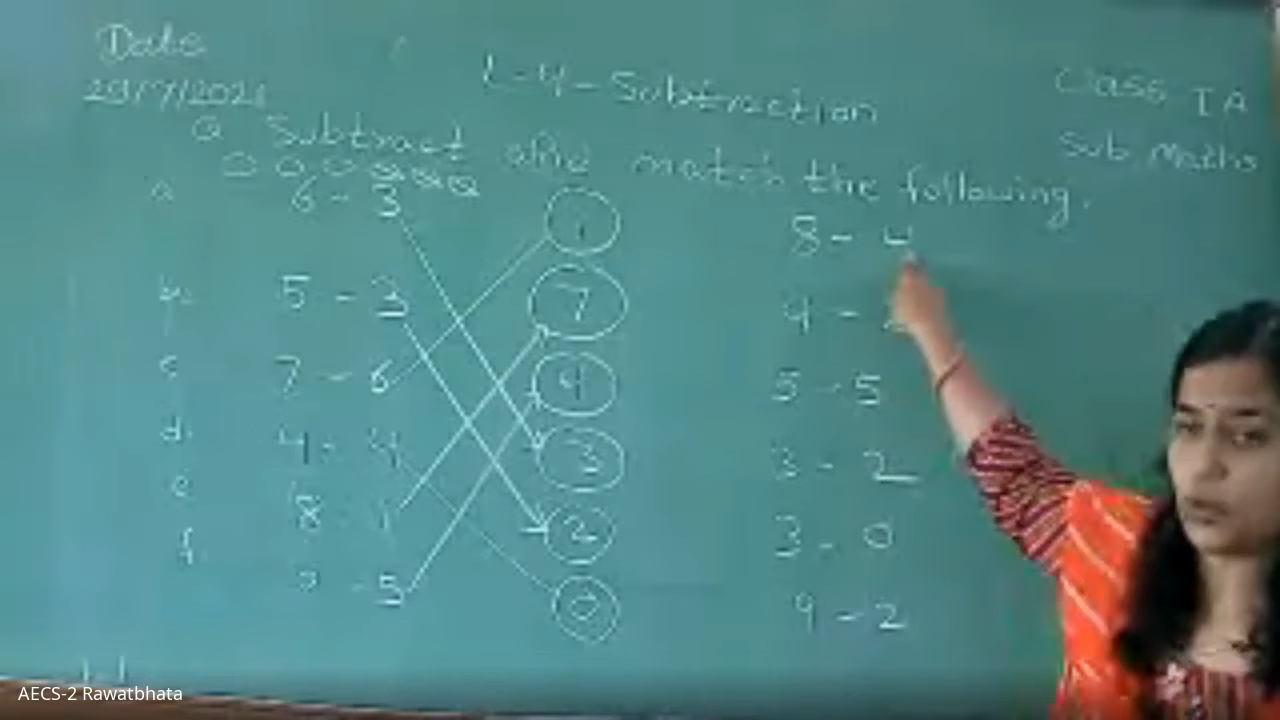 Date
29/7/2021
L-4-Subtraction
Class I A
Sub Maths
Q Subtract and match the following.
a 6 - 3 1 8 - 4
b. 5 - 3 7 4 -
c 7 - 6 4 5 - 5
d. 4 - 4 3 3 - 2
e 8 - 1 2 3 - 0
f. - 5 0 9 - 2
AECS-2 Rawatbhata